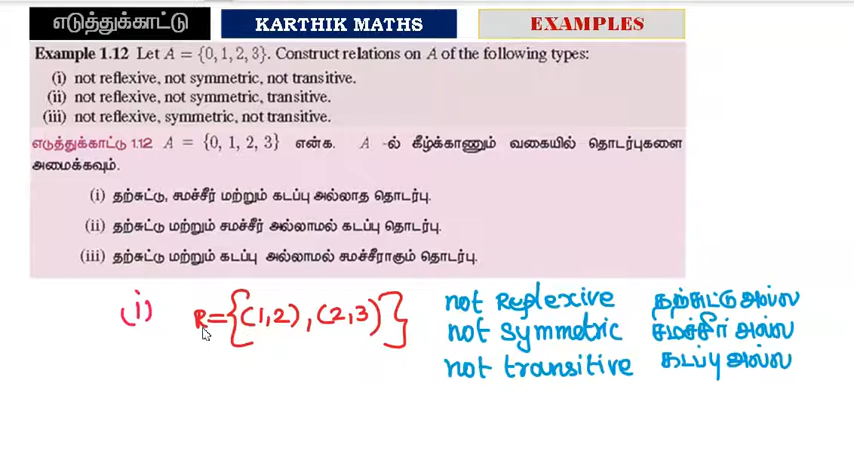 எடுத்துக்காட்டு KARTHIK MATHS EXAMPLES
Example 1.12 Let A = {0, 1, 2, 3}. Construct relations on A of the following types:
(i) not reflexive, not symmetric, not transitive.
(ii) not reflexive, not symmetric, transitive.
(iii) not reflexive, symmetric, not transitive.
எடுத்துக்காட்டு 1.12 A = {0, 1, 2, 3} என்க. A -ல் கீழ்க்காணும் வகையில் தொடர்புகளை
அமைக்கவும்.
(i) தற்சுட்டு, சமச்சீர் மற்றும் கடப்பு அல்லாத தொடர்பு.
(ii) தற்சுட்டு மற்றும் சமச்சீர் அல்லாமல் கடப்பு தொடர்பு.
(iii) தற்சுட்டு மற்றும் கடப்பு அல்லாமல் சமச்சீராகும் தொடர்பு.
(i) R={(1,2),(2,3)} not Reflexive தற்சுட்டு அல்ல
not symmetric சமச்சீர் அல்ல
not transitive கடப்பு அல்ல